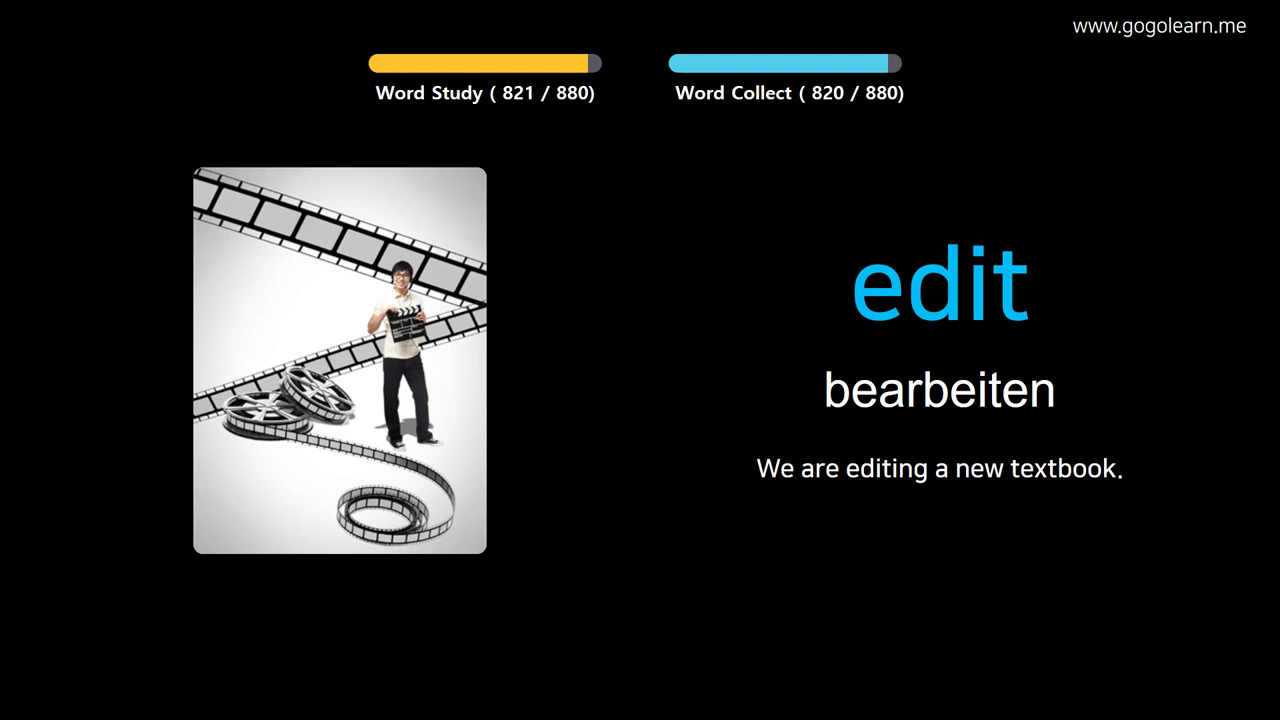 www.gogolearn.me
Word Study ( 821 / 880)
Word Collect ( 820 / 880)
edit
bearbeiten
We are editing a new textbook.